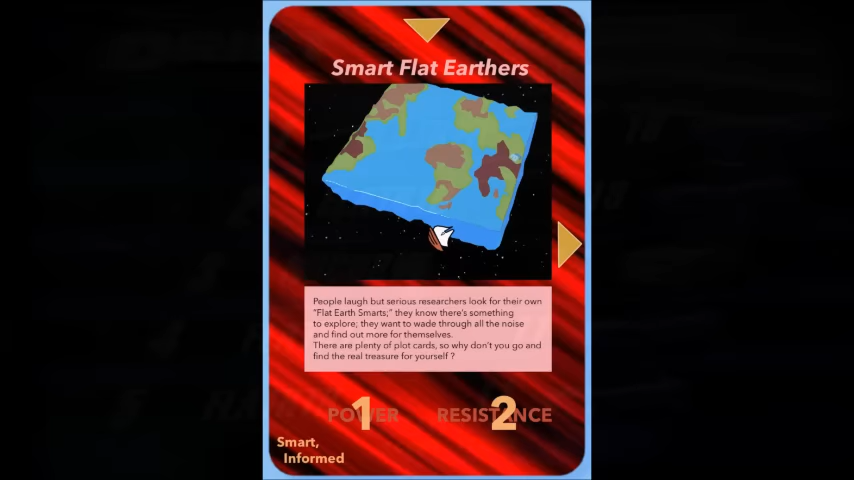 Smart Flat Earthers
People laugh but serious researchers look for their own
“Flat Earth Smarts;” they know there’s something
to explore; they want to wade through all the noise
and find out more for themselves.
There are plenty of plot cards, so why don’t you go and
find the real treasure for yourself ?
POWER 1 RESISTANCE 2
Smart,
Informed